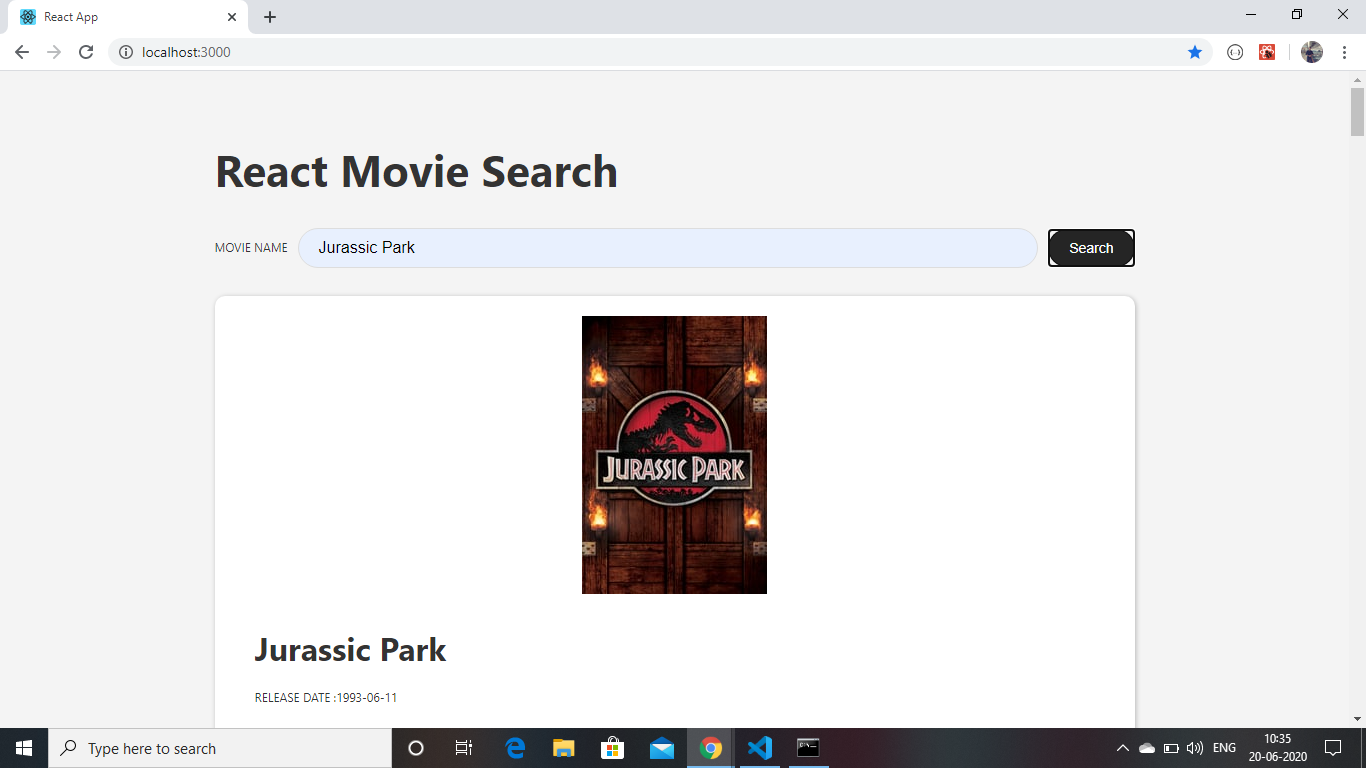 React App
localhost:3000
React Movie Search
MOVIE NAME
Jurassic Park
Search
JURASSIC PARK
Jurassic Park
RELEASE DATE :1993-06-11
Type here to search
ENG
10:35
20-06-2020